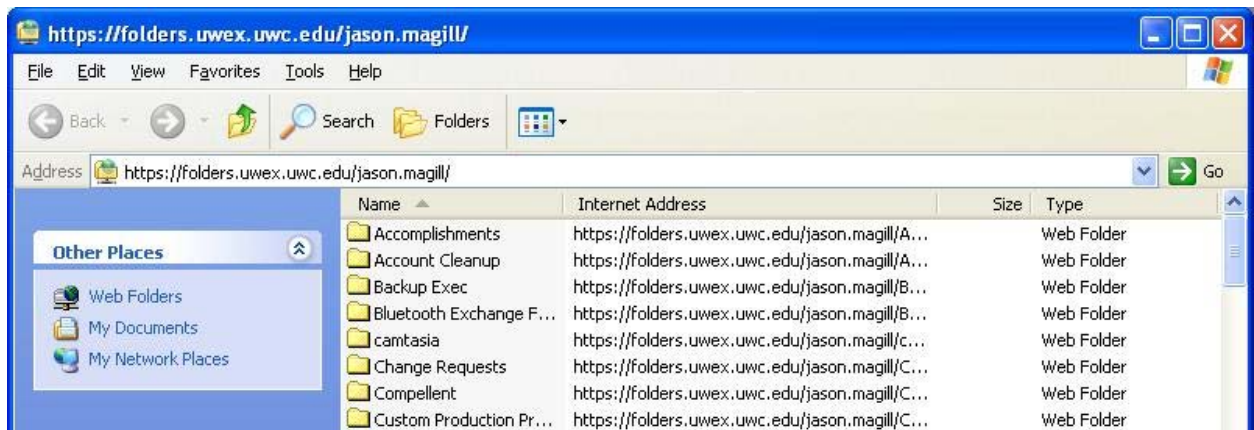 https://folders.uwex.uwc.edu/jason.magill/
File Edit View Favorites Tools Help
Back Search Folders
Address https://folders.uwex.uwc.edu/jason.magill/ Go
Name Internet Address Size Type
Other Places
Web Folders
My Documents
My Network Places
Accomplishments https://folders.uwex.uwc.edu/jason.magill/A... Web Folder
Account Cleanup https://folders.uwex.uwc.edu/jason.magill/A... Web Folder
Backup Exec https://folders.uwex.uwc.edu/jason.magill/B... Web Folder
Bluetooth Exchange F... https://folders.uwex.uwc.edu/jason.magill/B... Web Folder
camtasia https://folders.uwex.uwc.edu/jason.magill/c... Web Folder
Change Requests https://folders.uwex.uwc.edu/jason.magill/C... Web Folder
Compellent https://folders.uwex.uwc.edu/jason.magill/C... Web Folder
Custom Production Pr... https://folders.uwex.uwc.edu/jason.magill/C... Web Folder